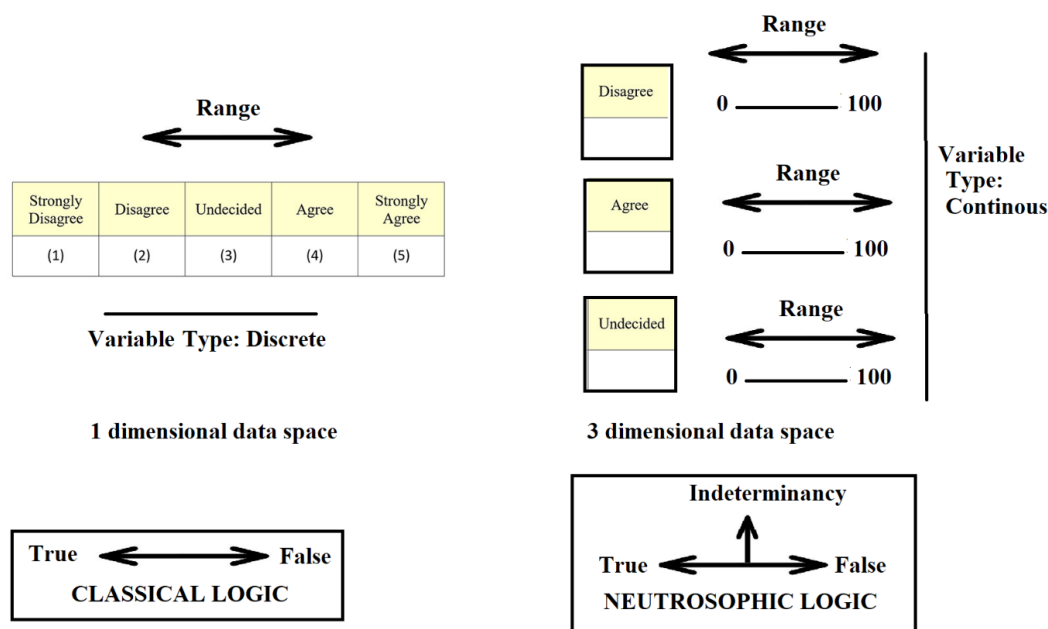 Range
Strongly Disagree
Disagree
Undecided
Agree
Strongly Agree
(1)
(2)
(3)
(4)
(5)
Variable Type: Discrete
1 dimensional data space
True
False
CLASSICAL LOGIC
Range
Disagree
0
100
Range
Agree
0
100
Range
Undecided
0
100
Variable
Type:
Continous
3 dimensional data space
Indeterminancy
True
False
NEUTROSOPHIC LOGIC